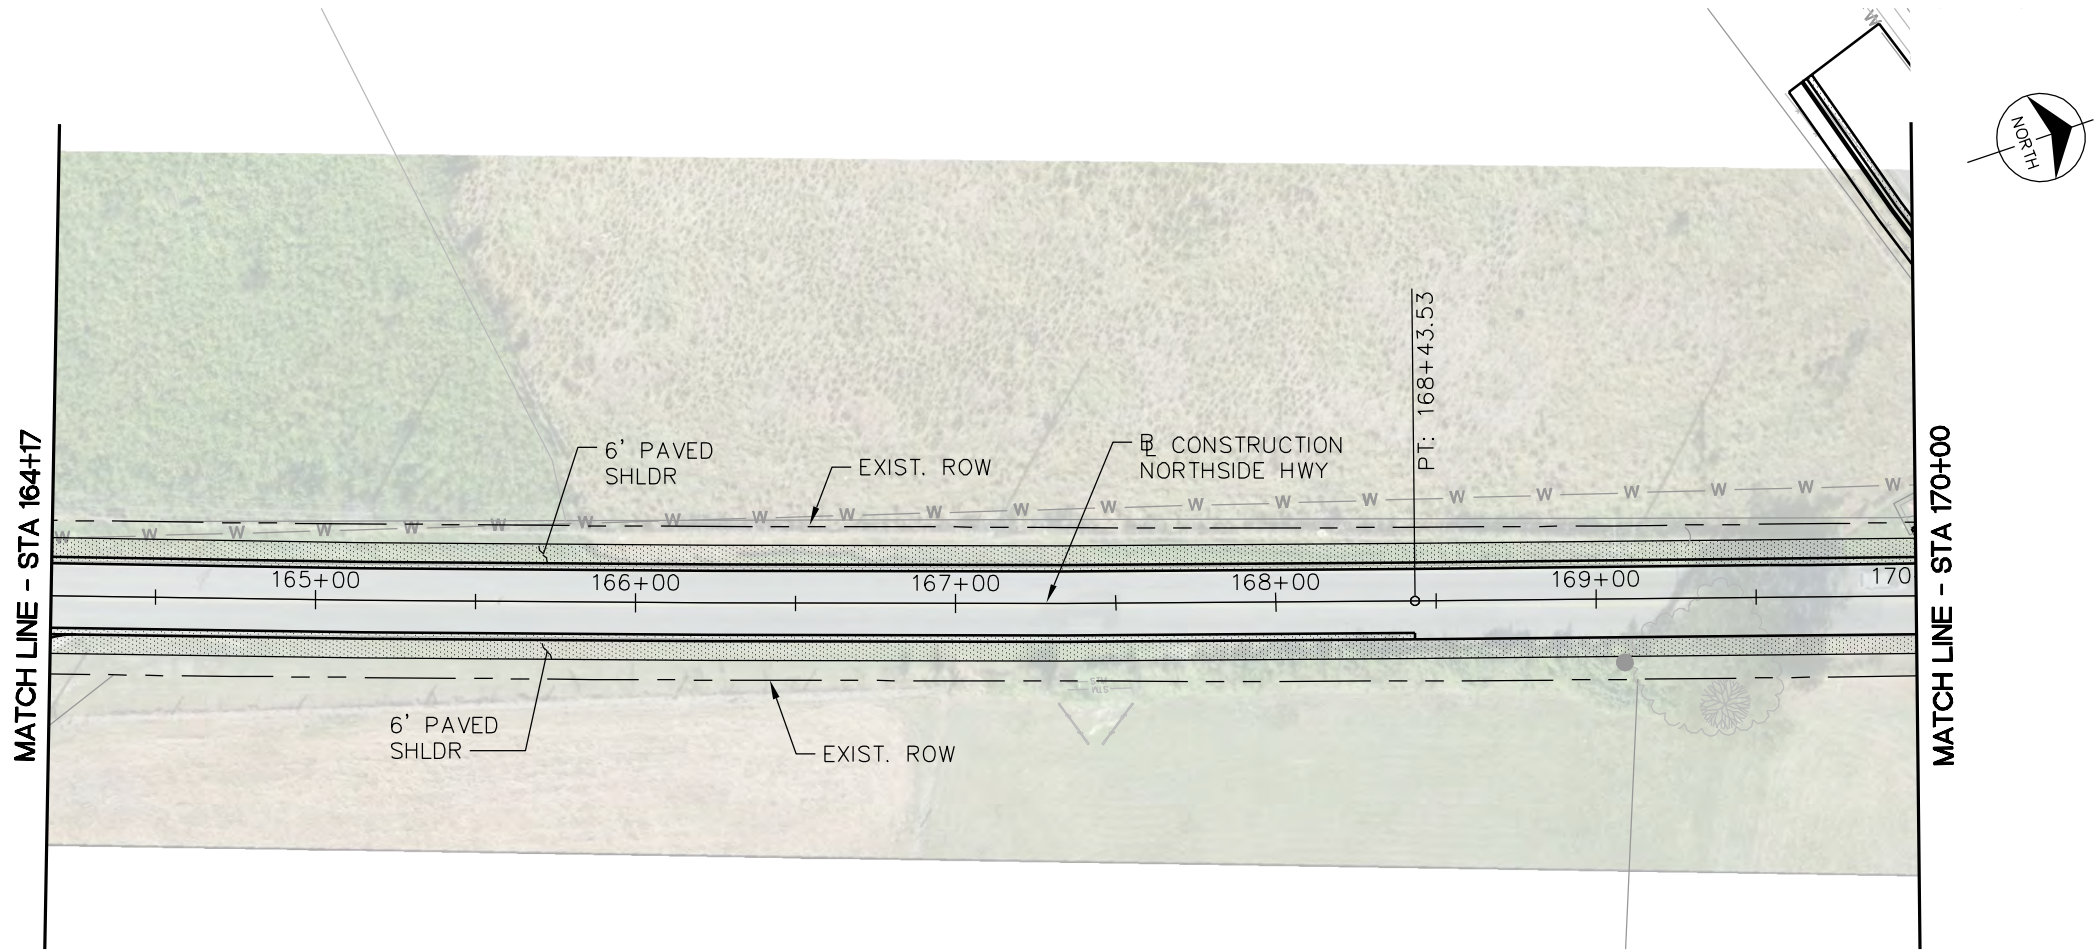 NORTH
MATCH LINE - STA 164+17
6' PAVED
SHLDR
EXIST. ROW
BL CONSTRUCTION
NORTHSIDE HWY
PT: 168+43.53
MATCH LINE - STA 170+00
W W W W W W W W W W W W W W W W W W W W W W W
165+00 166+00 167+00 168+00 169+00 170
STM
6' PAVED
SHLDR
EXIST. ROW